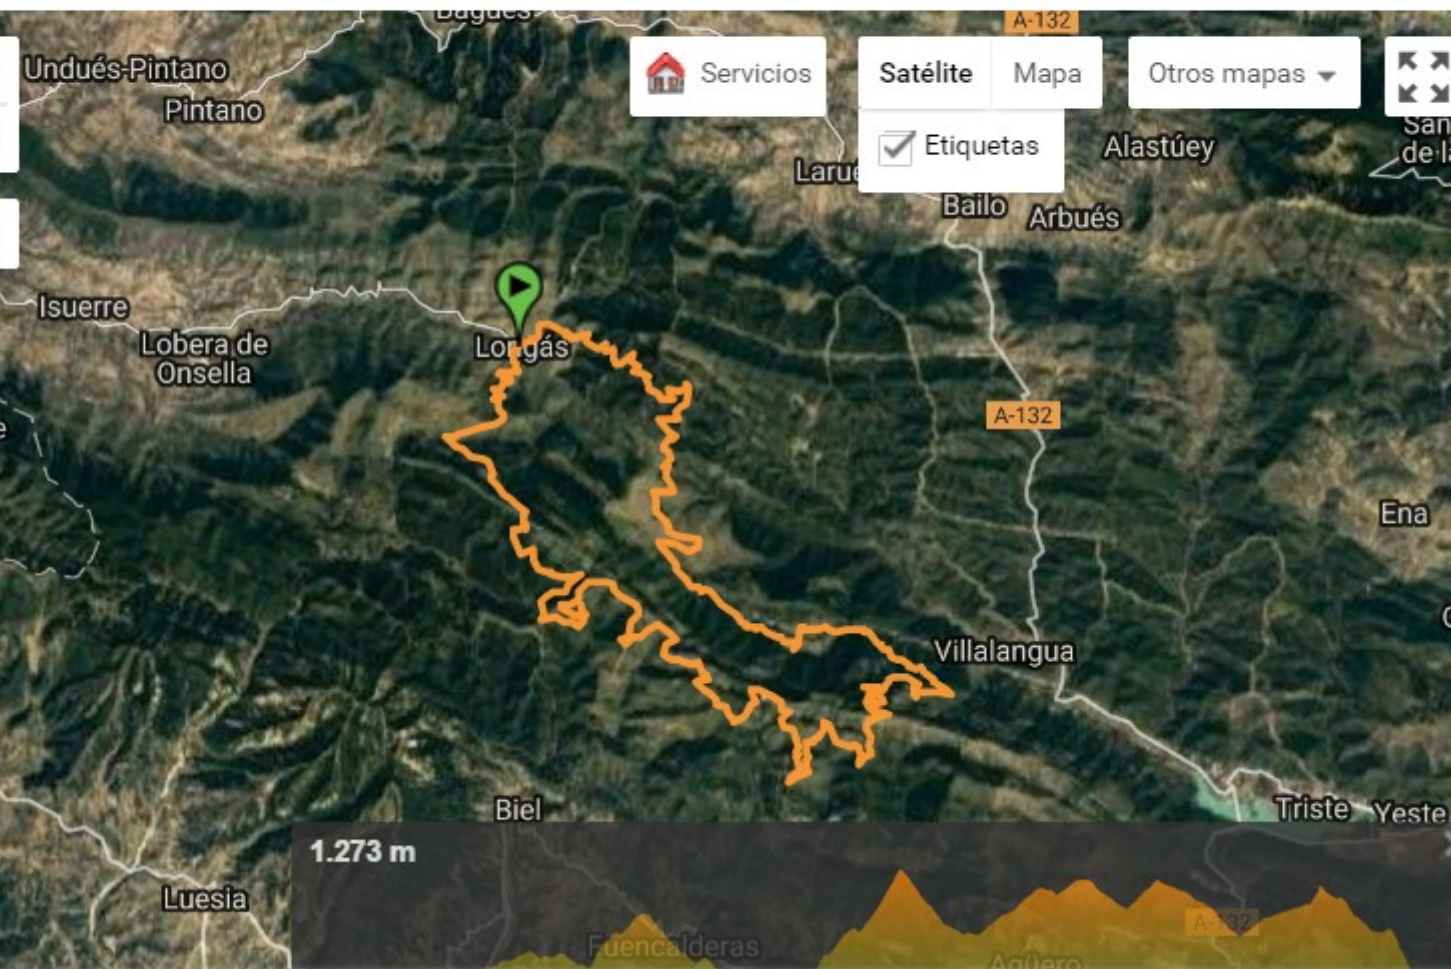 Bagüés
A-132
Undués-Pintano
Servicios
Satélite
Mapa
Otros mapas
Pintano
Etiquetas
Alastúey
Bailo
Arbués
Isuerre
Longás
Lobera de
Onsella
A-132
Ena
Villalangua
Biel
Triste
Yeste
1.273 m
Luesia
A-132
Fuencalderas
Agüero